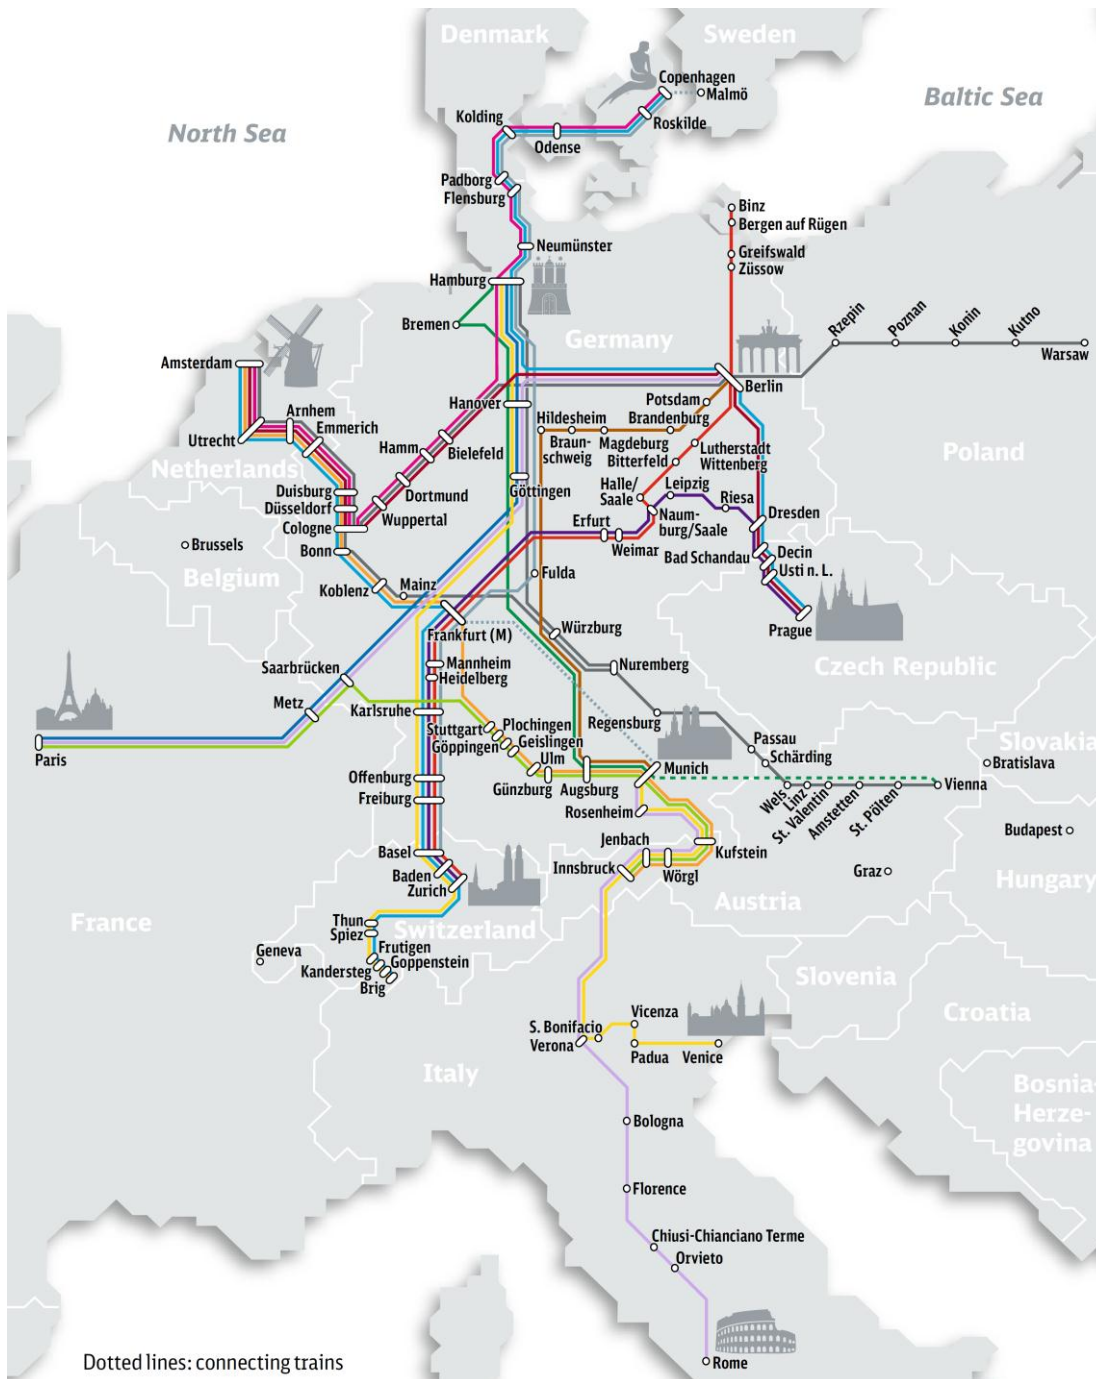 Denmark
Sweden
Copenhagen
Malmö
Baltic Sea
Kolding
Roskilde
North Sea
Odense
Padborg
Flensburg
Binz
Bergen auf Rügen
Neumünster
Greifswald
Züssow
Hamburg
Bremen
Germany
Rzepin
Poznan
Konin
Kutno
Warsaw
Amsterdam
Berlin
Hanover
Potsdam
Arnhem
Emmerich
Hildesheim
Brandenburg
Utrecht
Hamm
Bielefeld
Braun-
schweig
Magdeburg
Bitterfeld
Lutherstadt
Wittenberg
Poland
Netherlands
Duisburg
Düsseldorf
Cologne
Dortmund
Wuppertal
Göttingen
Halle/
Saale
Leipzig
Riesa
Naum-
burg/Saale
Dresden
Erfurt
Weimar
Brussels
Bonn
Bad Schandau
Decin
Usti n. L.
Belgium
Koblenz
Mainz
Fulda
Prague
Frankfurt (M)
Würzburg
Saarbrücken
Mannheim
Heidelberg
Nuremberg
Czech Republic
Metz
Karlsruhe
Stuttgart
Göppingen
Plochingen
Geislingen
Ulm
Regensburg
Paris
Passau
Schärding
Slovakia
Bratislava
Offenburg
Freiburg
Günzburg
Augsburg
Munich
Wels
Linz
St. Valentin
Amstetten
St. Pölten
Vienna
Rosenheim
Budapest
Basel
Baden
Zurich
Jenbach
Innsbruck
Wörgl
Kufstein
Graz
Hungary
Austria
France
Switzerland
Thun
Spiez
Geneva
Frutigen
Goppenstein
Kandersteg
Brig
Slovenia
Croatia
S. Bonifacio
Verona
Vicenza
Padua
Venice
Italy
Bosnia-
Herze-
govina
Bologna
Florence
Chiusi-Chianciano Terme
Orvieto
Rome
Dotted lines: connecting trains